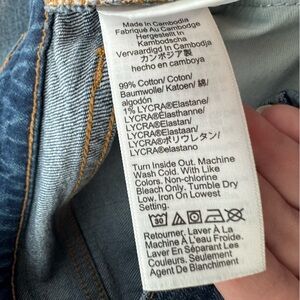 Made In Cambodia
Fabriqué Au Cambodge
Hergestellt In
Kambodscha
Vervaardigd In Cambodja
カンボジア製
hecho en camboya
99% Cotton/ Coton/
Baumwolle/ Katoen/ 綿/
algodón
1% LYCRA®Elastane/
LYCRA®Elasthanne/
LYCRA®Elastan/
LYCRA®Elastaan/
LYCRA®ポリウレタン/
LYCRA®elastano
Turn Inside Out. Machine
Wash Cold With Like
Colors. Non-chlorine
Bleach Only. Tumble Dry
Low. Iron On Lowest
Setting.
30
Retourner. Laver À La
Machine À L'eau Froide.
Laver En Séparant Les
Couleurs. Seulement
Agent De Blanchiment